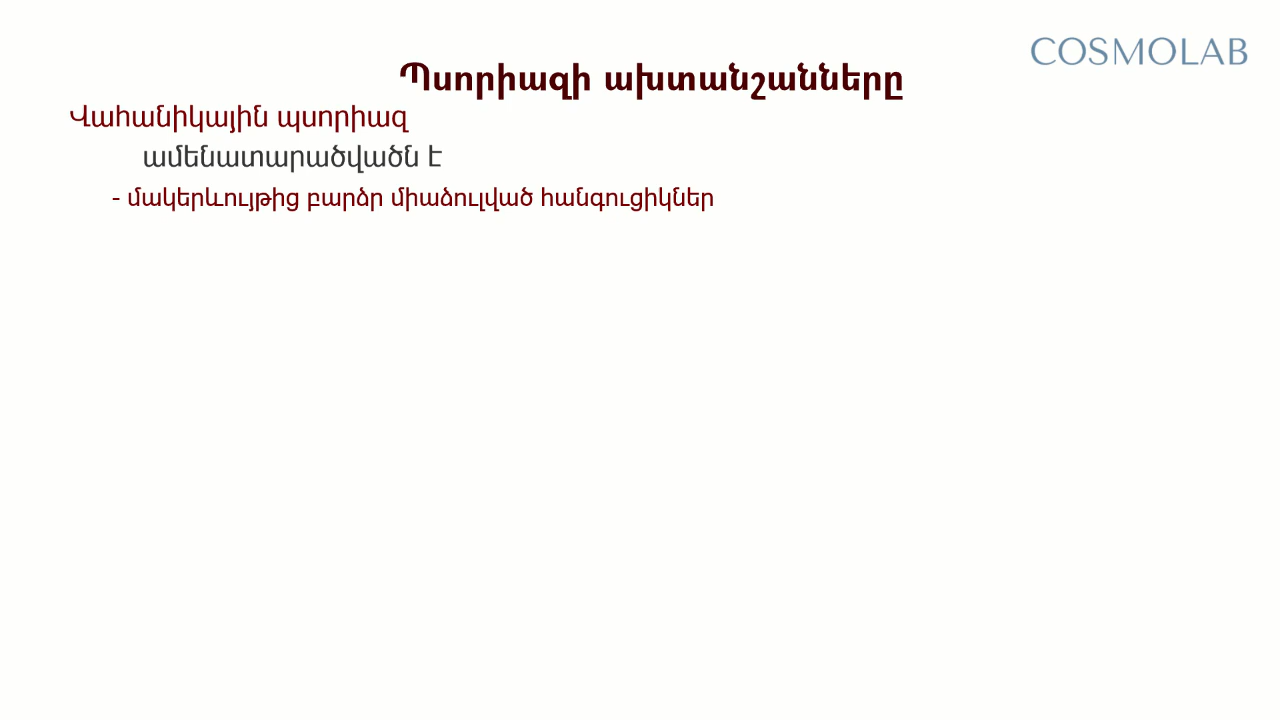 COSMOLAB
Պսորիազի ախտանշանները
Վահանիկային պսորիազ
ամենատարածվածն է
- մակերևույթից բարձր միաձուլված հանգուցիկներ